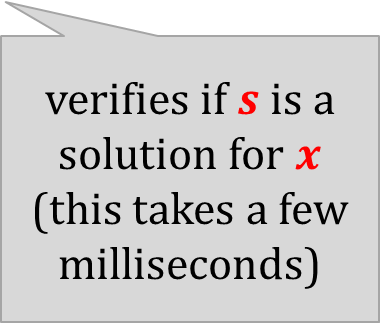 verifies if s is a
solution for x
(this takes a few
milliseconds)